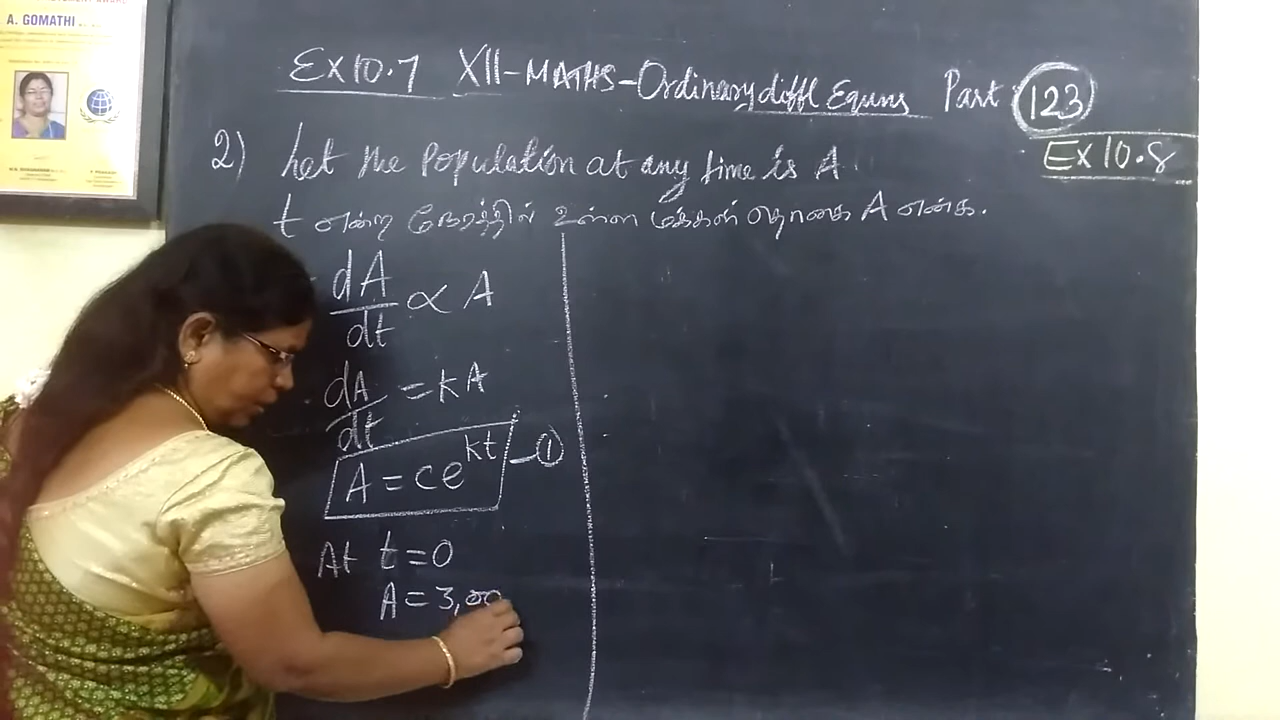 A. GOMATHI
Ex 10.7 XII-MATHS-Ordinary diffl Equns Part 123
Ex 10.8
2) Let the Population at any time is A
t என்ற நேரத்தில் உள்ள மக்கள் தொகை A என்க.
dA/dt ∝ A
dA/dt = kA
A = ce^kt -①
At t=0
A = 3,00